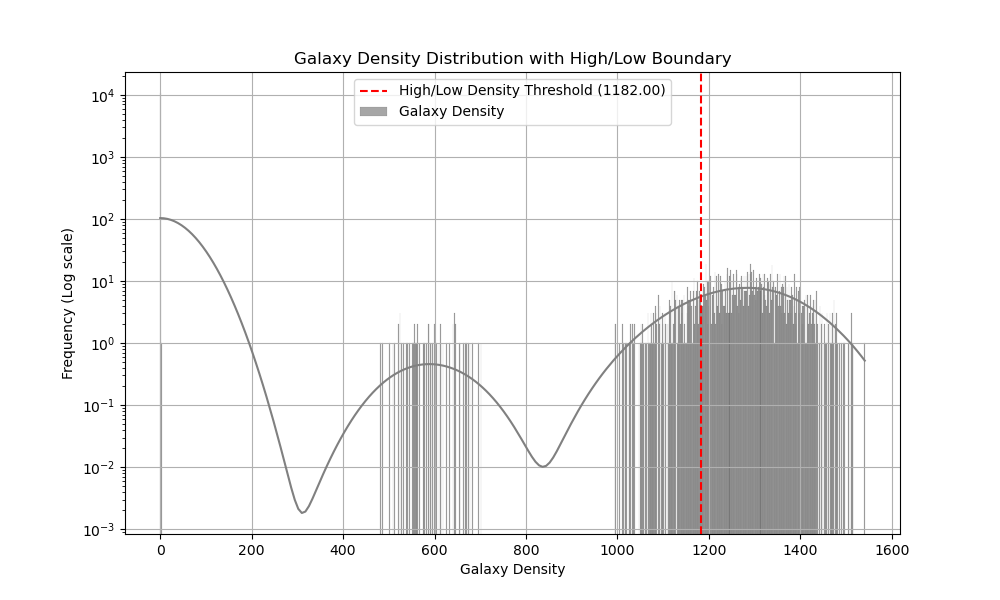 Galaxy Density Distribution with High/Low Boundary
High/Low Density Threshold (1182.00)
Galaxy Density
Frequency (Log scale)
10⁴
10³
10²
10¹
10⁰
10⁻¹
10⁻²
10⁻³
0 200 400 600 800 1000 1200 1400 1600
Galaxy Density